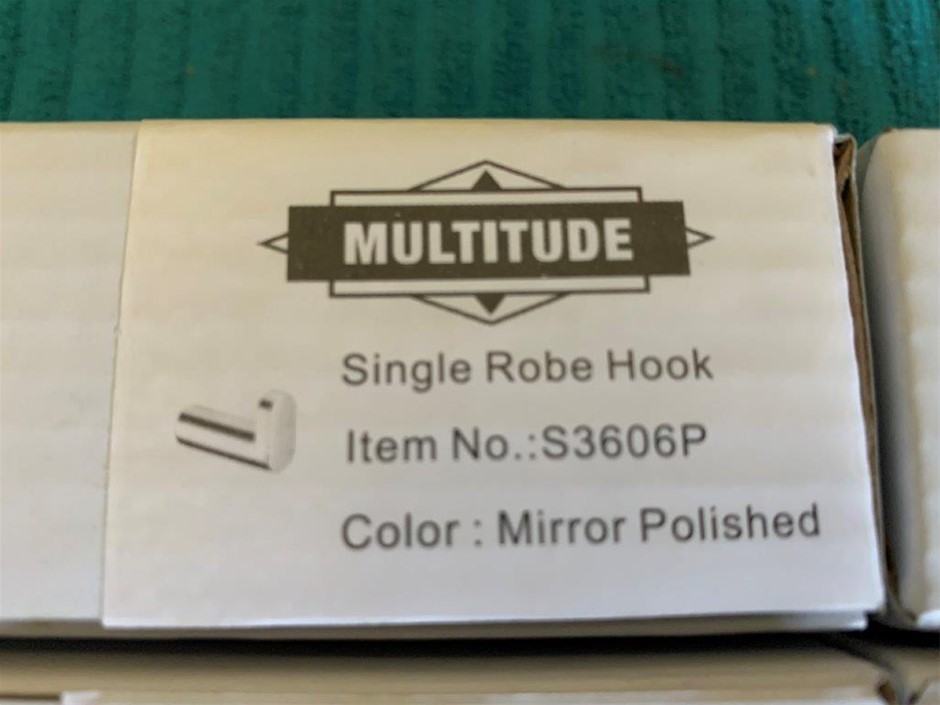 MULTITUDE
Single Robe Hook
Item No.:S3606P
Color : Mirror Polished